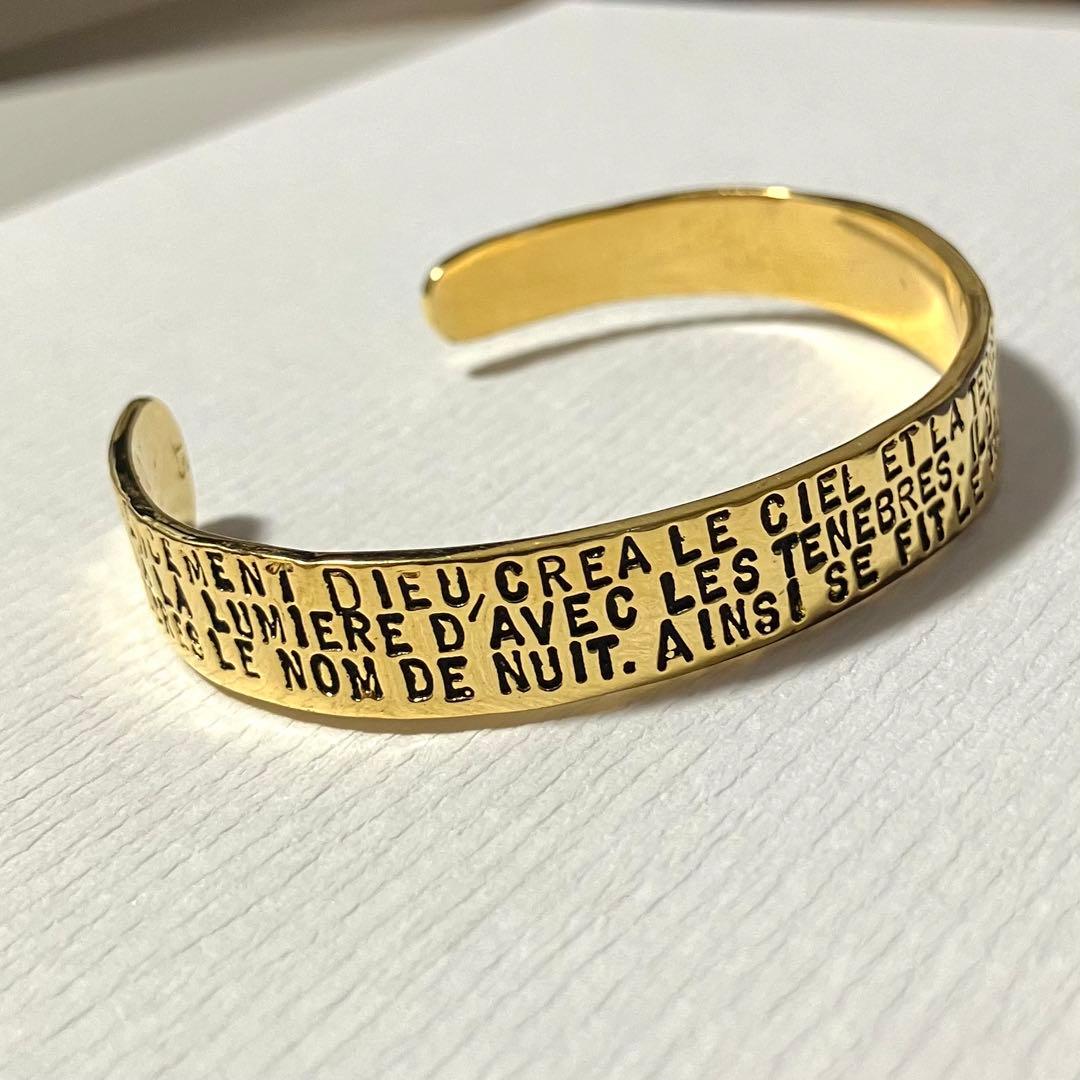 DIEU CREA LE CIEL ET LA
LA LUMIERE D'AVEC LES TENEBRES.
LE NOM DE NUIT. AINSI SE FIT LE